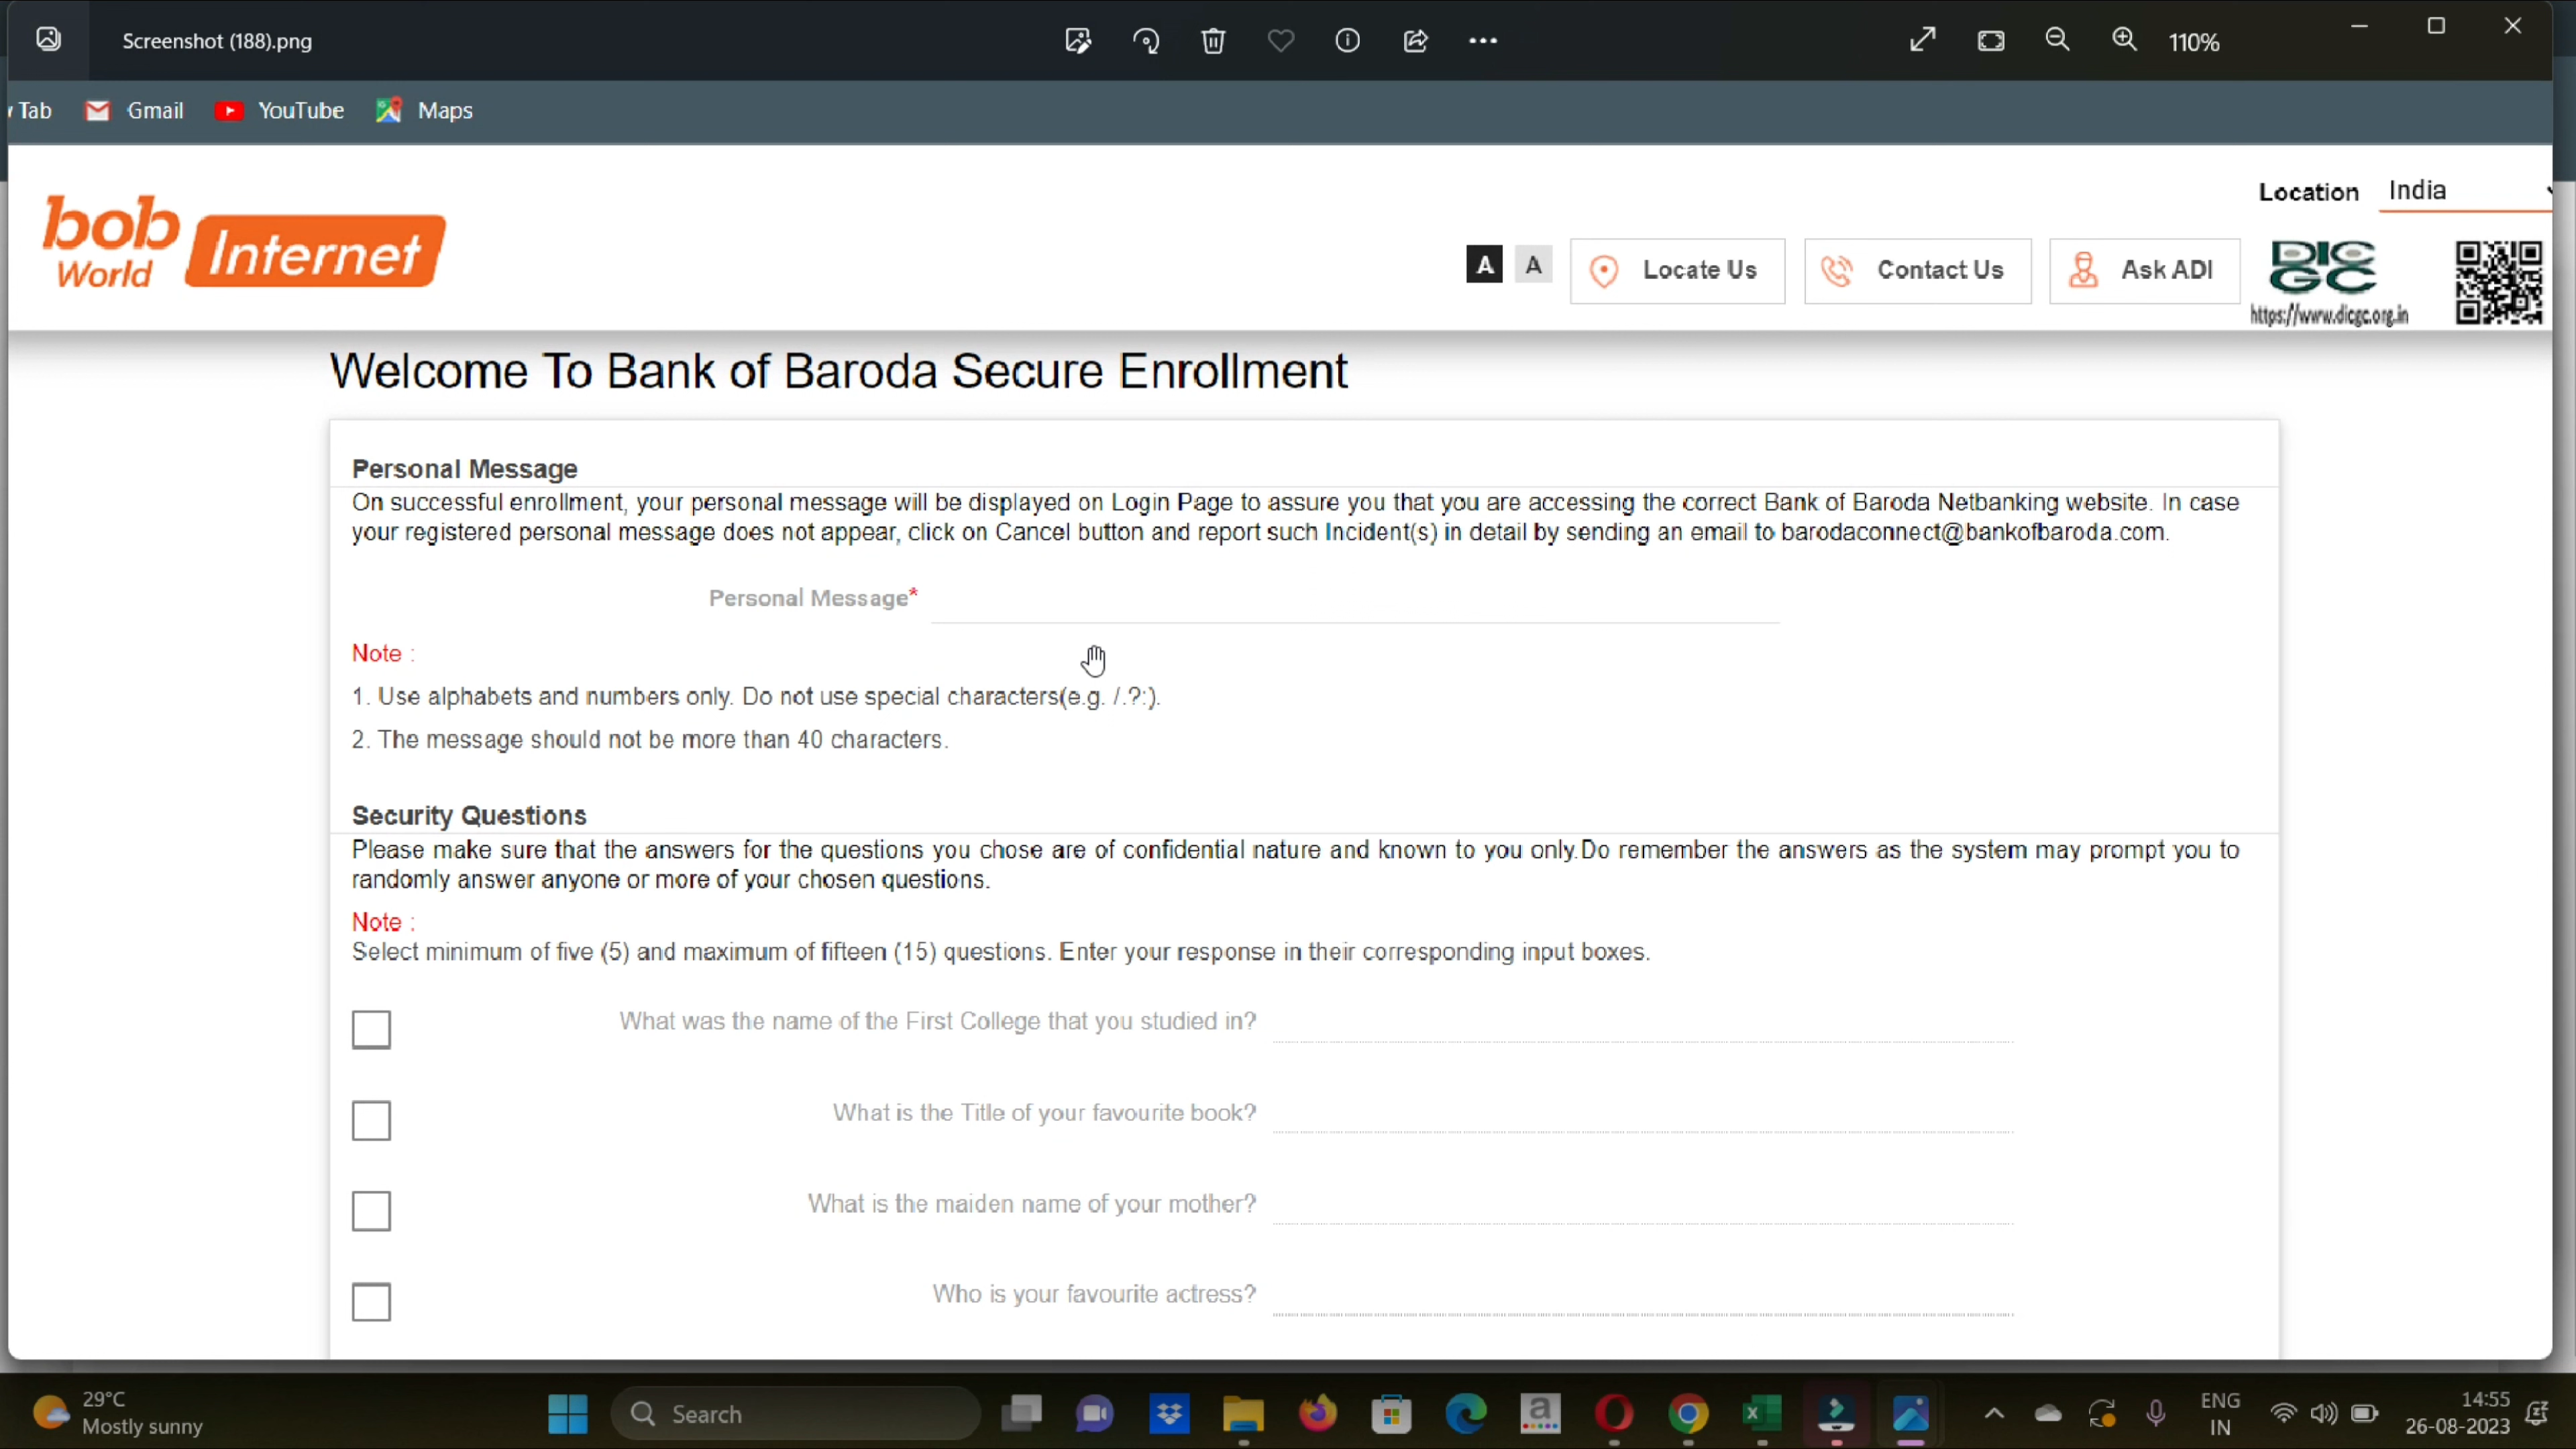 Screenshot (188).png
110%
Tab
Gmail
YouTube
Maps
Location India
bob
World
Internet
A A
Locate Us
Contact Us
Ask ADI
DICGC
https://www.dicgc.org.in
Welcome To Bank of Baroda Secure Enrollment
Personal Message
On successful enrollment, your personal message will be displayed on Login Page to assure you that you are accessing the correct Bank of Baroda Netbanking website. In case
your registered personal message does not appear, click on Cancel button and report such Incident(s) in detail by sending an email to barodaconnect@bankofbaroda.com.
Personal Message*
Note :
1. Use alphabets and numbers only. Do not use special characters(e.g. /.?:).
2. The message should not be more than 40 characters.
Security Questions
Please make sure that the answers for the questions you chose are of confidential nature and known to you only.Do remember the answers as the system may prompt you to
randomly answer anyone or more of your chosen questions.
Note :
Select minimum of five (5) and maximum of fifteen (15) questions. Enter your response in their corresponding input boxes.
What was the name of the First College that you studied in?
What is the Title of your favourite book?
What is the maiden name of your mother?
Who is your favourite actress?
29°C
Mostly sunny
Search
a
ENG
IN
14:55
26-08-2023